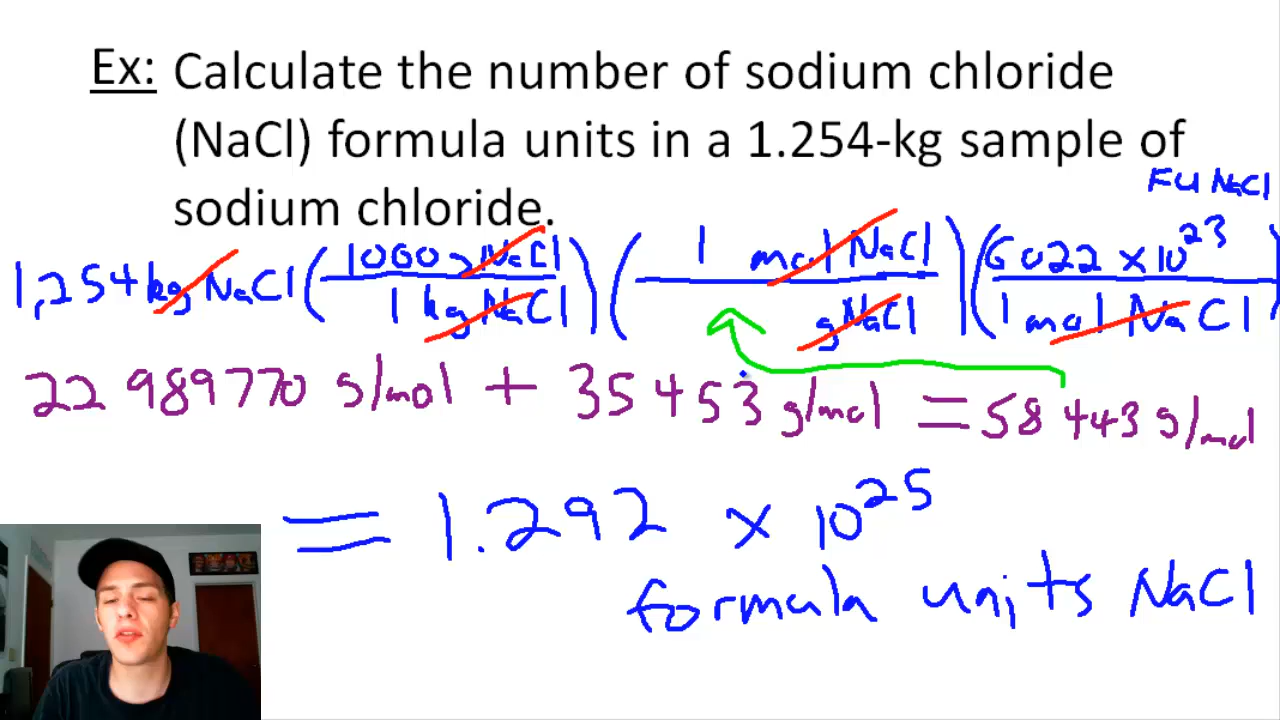 Ex: Calculate the number of sodium chloride
(NaCl) formula units in a 1.254-kg sample of
sodium chloride.
FU NaCl
1,254 kg NaCl (1000 g NaCl / 1 kg NaCl) (1 mol NaCl / g NaCl) (6022 × 10^23 / 1 mol NaCl)
22 989770 g/mol + 35 453 g/mol = 58 443 g/mol
= 1.292 × 10^25
formula units NaCl